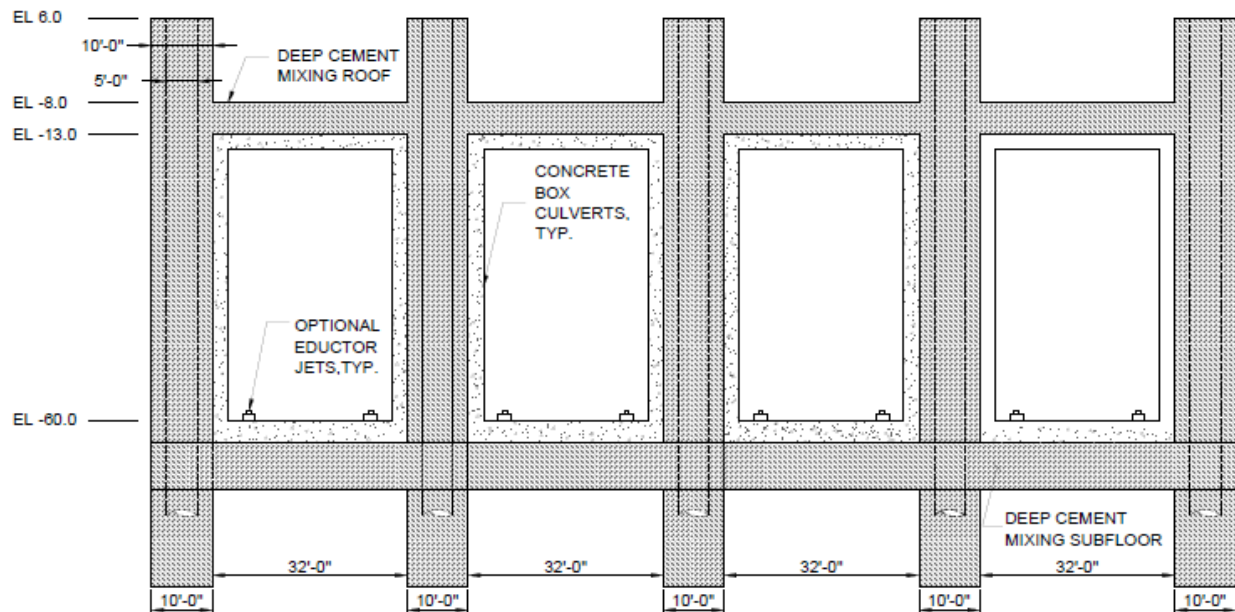 EL 6.0
10'-0"
DEEP CEMENT
MIXING ROOF
5'-0"
EL -8.0
EL -13.0
CONCRETE
BOX
CULVERTS,
TYP.
OPTIONAL
EDUCTOR
JETS,TYP.
EL -60.0
DEEP CEMENT
MIXING SUBFLOOR
32'-0" 32'-0" 32'-0" 32'-0"
10'-0" 10'-0" 10'-0" 10'-0" 10'-0"